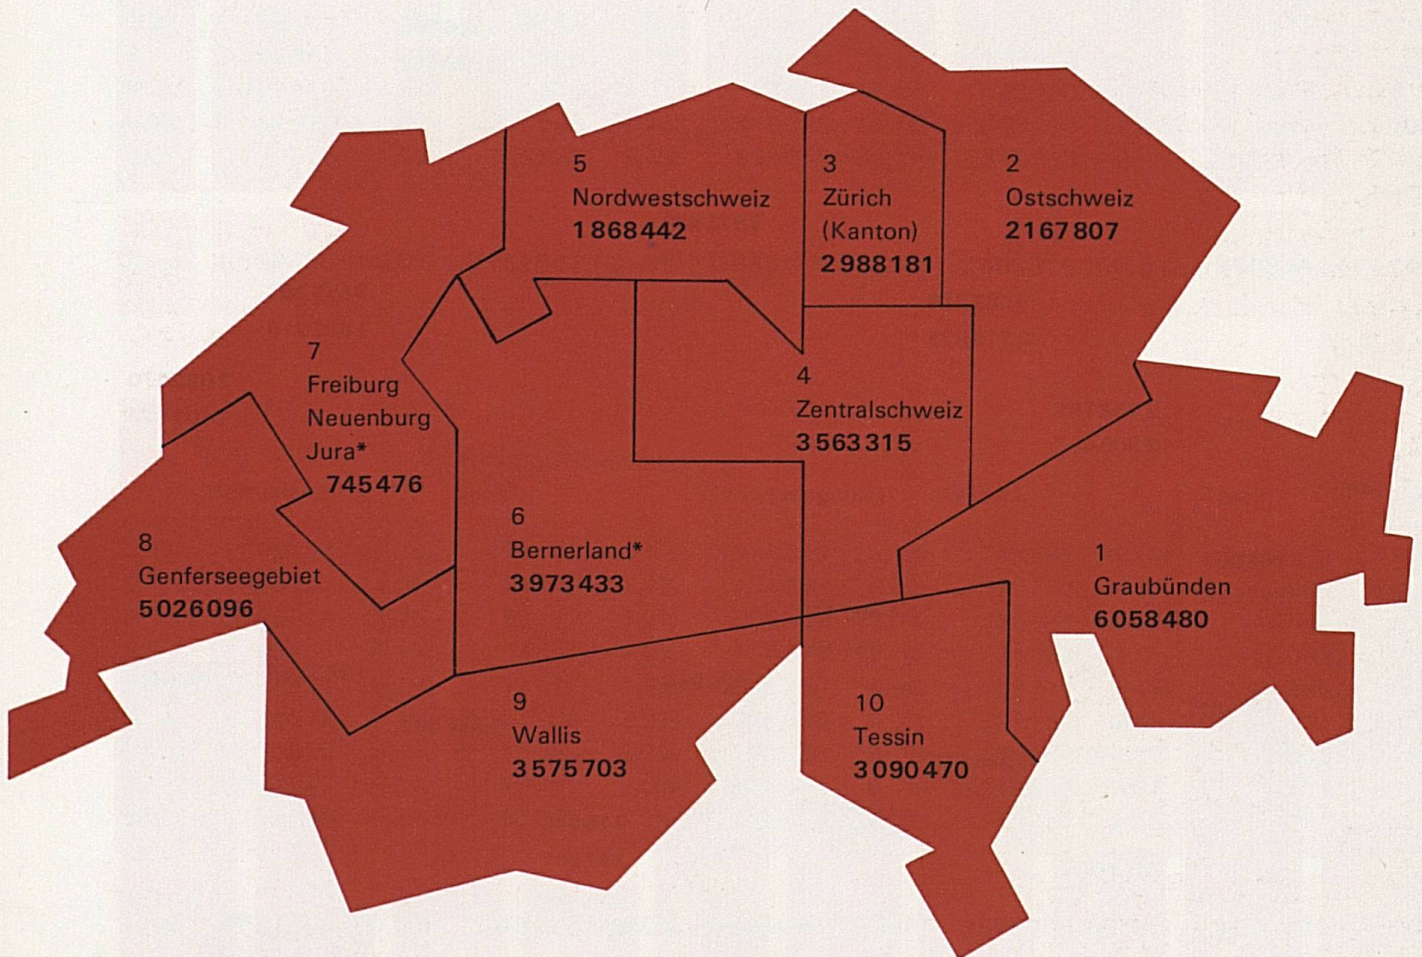 1
Graubünden
6058480
2
Ostschweiz
2167807
3
Zürich
(Kanton)
2988181
4
Zentralschweiz
3563315
5
Nordwestschweiz
1868442
6
Bernerland*
3973433
7
Freiburg
Neuenburg
Jura*
745476
8
Genferseegebiet
5026096
9
Wallis
3575703
10
Tessin
3090470